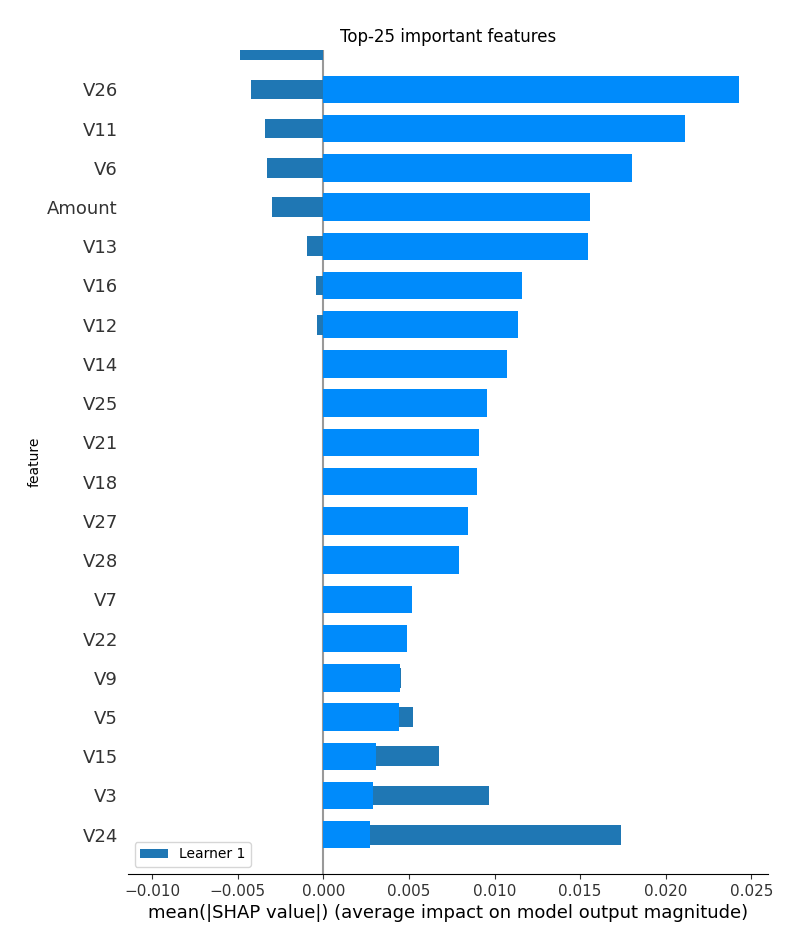 Top-25 important features
V26
V11
V6
Amount
V13
V16
V12
V14
V25
V21
V18
V27
V28
V7
V22
V9
V5
V15
V3
V24
feature
Learner 1
−0.010 −0.005 0.000 0.005 0.010 0.015 0.020 0.025
mean(|SHAP value|) (average impact on model output magnitude)